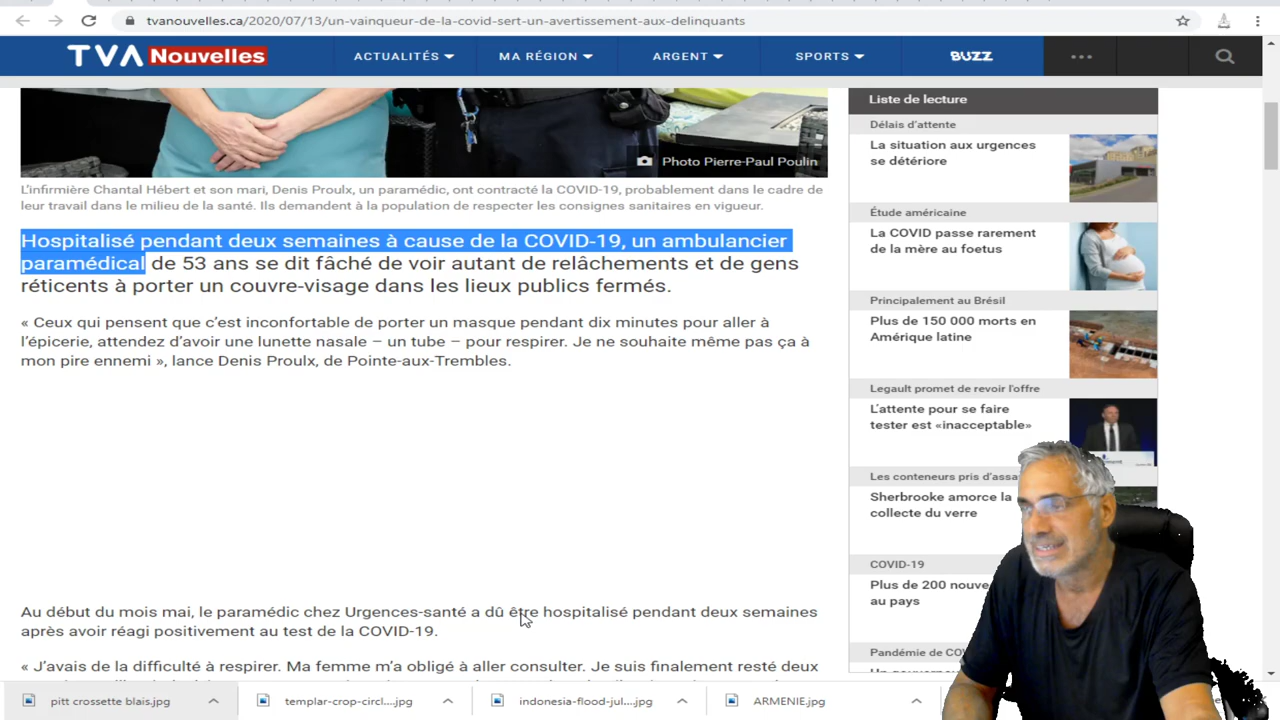 tvanouvelles.ca/2020/07/13/un-vainqueur-de-la-covid-sert-un-avertissement-aux-delinquants
TVA Nouvelles
ACTUALITÉS
MA RÉGION
ARGENT
SPORTS
BUZZ
Photo Pierre-Paul Poulin
L'infirmière Chantal Hébert et son mari, Denis Proulx, un paramédic, ont contracté la COVID-19, probablement dans le cadre de
leur travail dans le milieu de la santé. Ils demandent à la population de respecter les consignes sanitaires en vigueur.
Hospitalisé pendant deux semaines à cause de la COVID-19, un ambulancier
paramédical de 53 ans se dit fâché de voir autant de relâchements et de gens
réticents à porter un couvre-visage dans les lieux publics fermés.
« Ceux qui pensent que c'est inconfortable de porter un masque pendant dix minutes pour aller à
l'épicerie, attendez d'avoir une lunette nasale – un tube – pour respirer. Je ne souhaite même pas ça à
mon pire ennemi », lance Denis Proulx, de Pointe-aux-Trembles.
Au début du mois mai, le paramédic chez Urgences-santé a dû être hospitalisé pendant deux semaines
après avoir réagi positivement au test de la COVID-19.
« J'avais de la difficulté à respirer. Ma femme m'a obligé à aller consulter. Je suis finalement resté deux
Liste de lecture
Délais d'attente
La situation aux urgences
se détériore
Étude américaine
La COVID passe rarement
de la mère au foetus
Principalement au Brésil
Plus de 150 000 morts en
Amérique latine
Legault promet de revoir l'offre
L'attente pour se faire
tester est «inacceptable»
Les conteneurs pris d'assa
Sherbrooke amorce la
collecte du verre
COVID-19
Plus de 200 nouve
au pays
Pandémie de CO
pitt crossette blais.jpg
templar-crop-circl....jpg
indonesia-flood-jul....jpg
ARMENIE.jpg